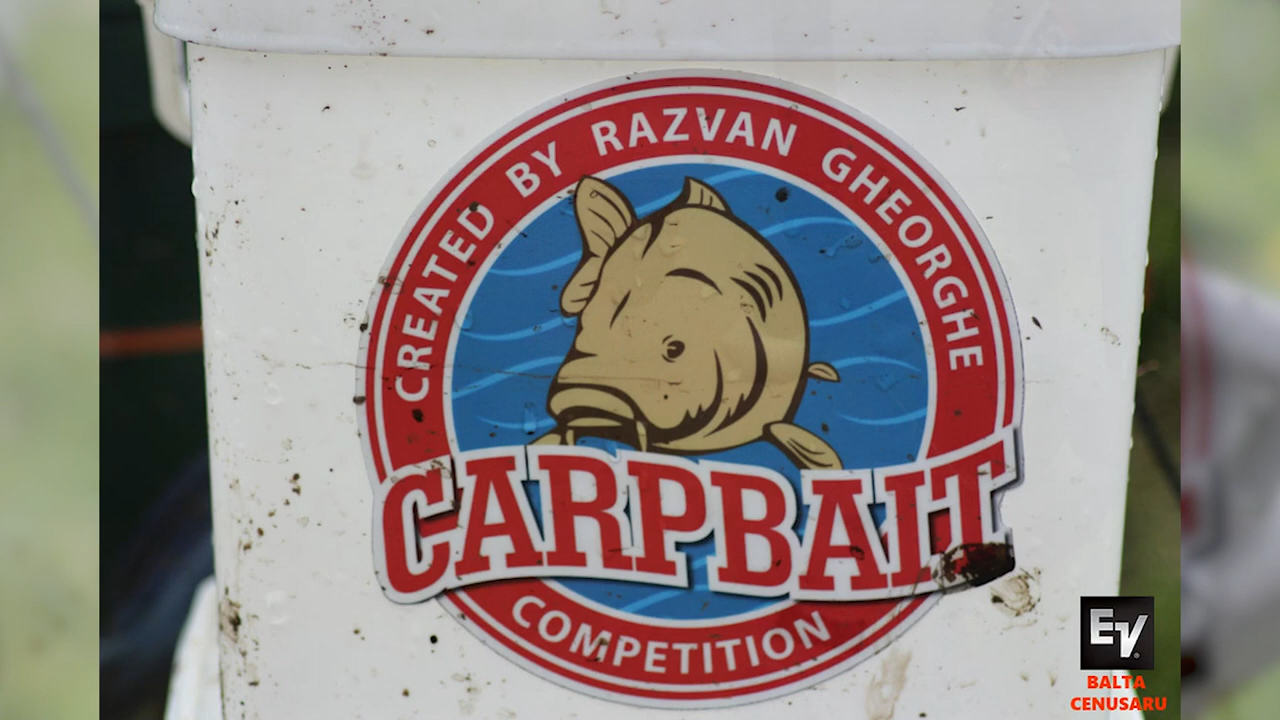 CREATED BY RAZVAN GHEORGHE
CARPBAIT
COMPETITION
EV
BALTA
CENUSARU